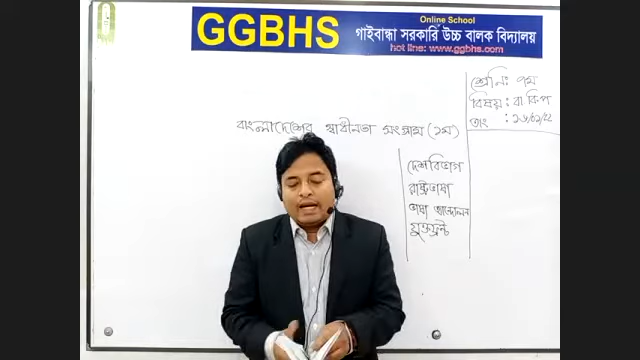 GGBHS
Online School
গাইবান্ধা সরকারি উচ্চ বালক বিদ্যালয়
hot line: www.ggbhs.com
শ্রেনি: ৭ম
বিষয়: বা কি প
তাং :
বাংলাদেশের স্বাধীনতা সংগ্রাম (১ম)
দেশবিভাগ
রাষ্ট্রভাষা
ভাষা আন্দোলন
যুক্তফ্রন্ট